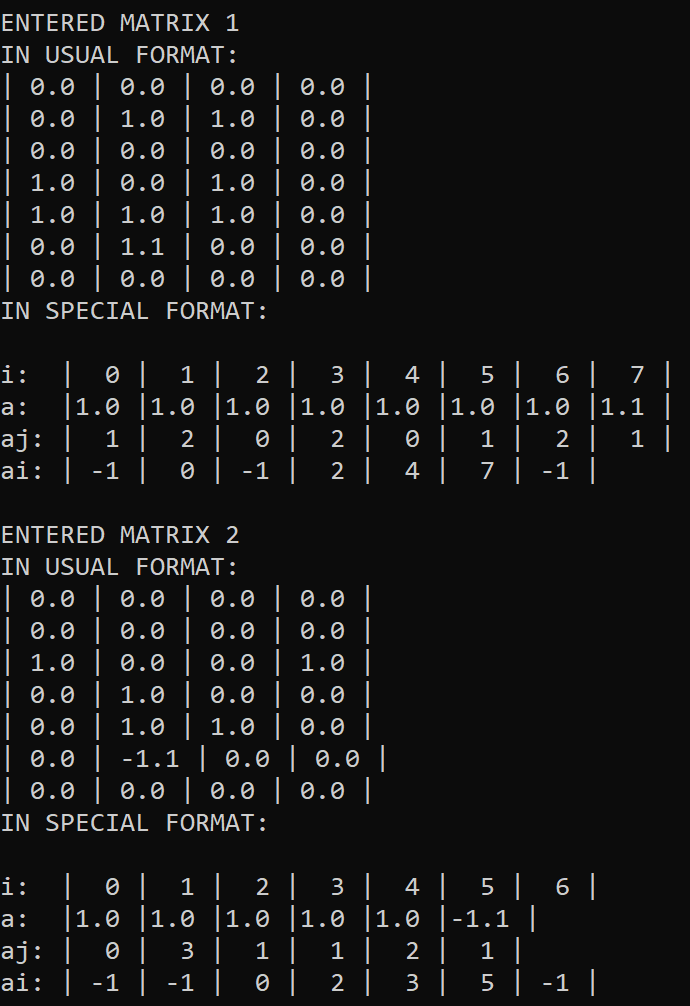 ENTERED MATRIX 1
IN USUAL FORMAT:
| 0.0 | 0.0 | 0.0 | 0.0 |
| 0.0 | 1.0 | 1.0 | 0.0 |
| 0.0 | 0.0 | 0.0 | 0.0 |
| 1.0 | 0.0 | 1.0 | 0.0 |
| 1.0 | 1.0 | 1.0 | 0.0 |
| 0.0 | 1.1 | 0.0 | 0.0 |
| 0.0 | 0.0 | 0.0 | 0.0 |
IN SPECIAL FORMAT:
i:  |  0 |  1 |  2 |  3 |  4 |  5 |  6 |  7 |
a:  |1.0 |1.0 |1.0 |1.0 |1.0 |1.0 |1.0 |1.1 |
aj: |  1 |  2 |  0 |  2 |  0 |  1 |  2 |  1 |
ai: | -1 |  0 | -1 |  2 |  4 |  7 | -1 |
ENTERED MATRIX 2
IN USUAL FORMAT:
| 0.0 | 0.0 | 0.0 | 0.0 |
| 0.0 | 0.0 | 0.0 | 0.0 |
| 1.0 | 0.0 | 0.0 | 1.0 |
| 0.0 | 1.0 | 0.0 | 0.0 |
| 0.0 | 1.0 | 1.0 | 0.0 |
| 0.0 | -1.1 | 0.0 | 0.0 |
| 0.0 | 0.0 | 0.0 | 0.0 |
IN SPECIAL FORMAT:
i:  |  0 |  1 |  2 |  3 |  4 |  5 |  6 |
a:  |1.0 |1.0 |1.0 |1.0 |1.0 |-1.1 |
aj: |  0 |  3 |  1 |  1 |  2 |  1 |
ai: | -1 | -1 |  0 |  2 |  3 |  5 | -1 |